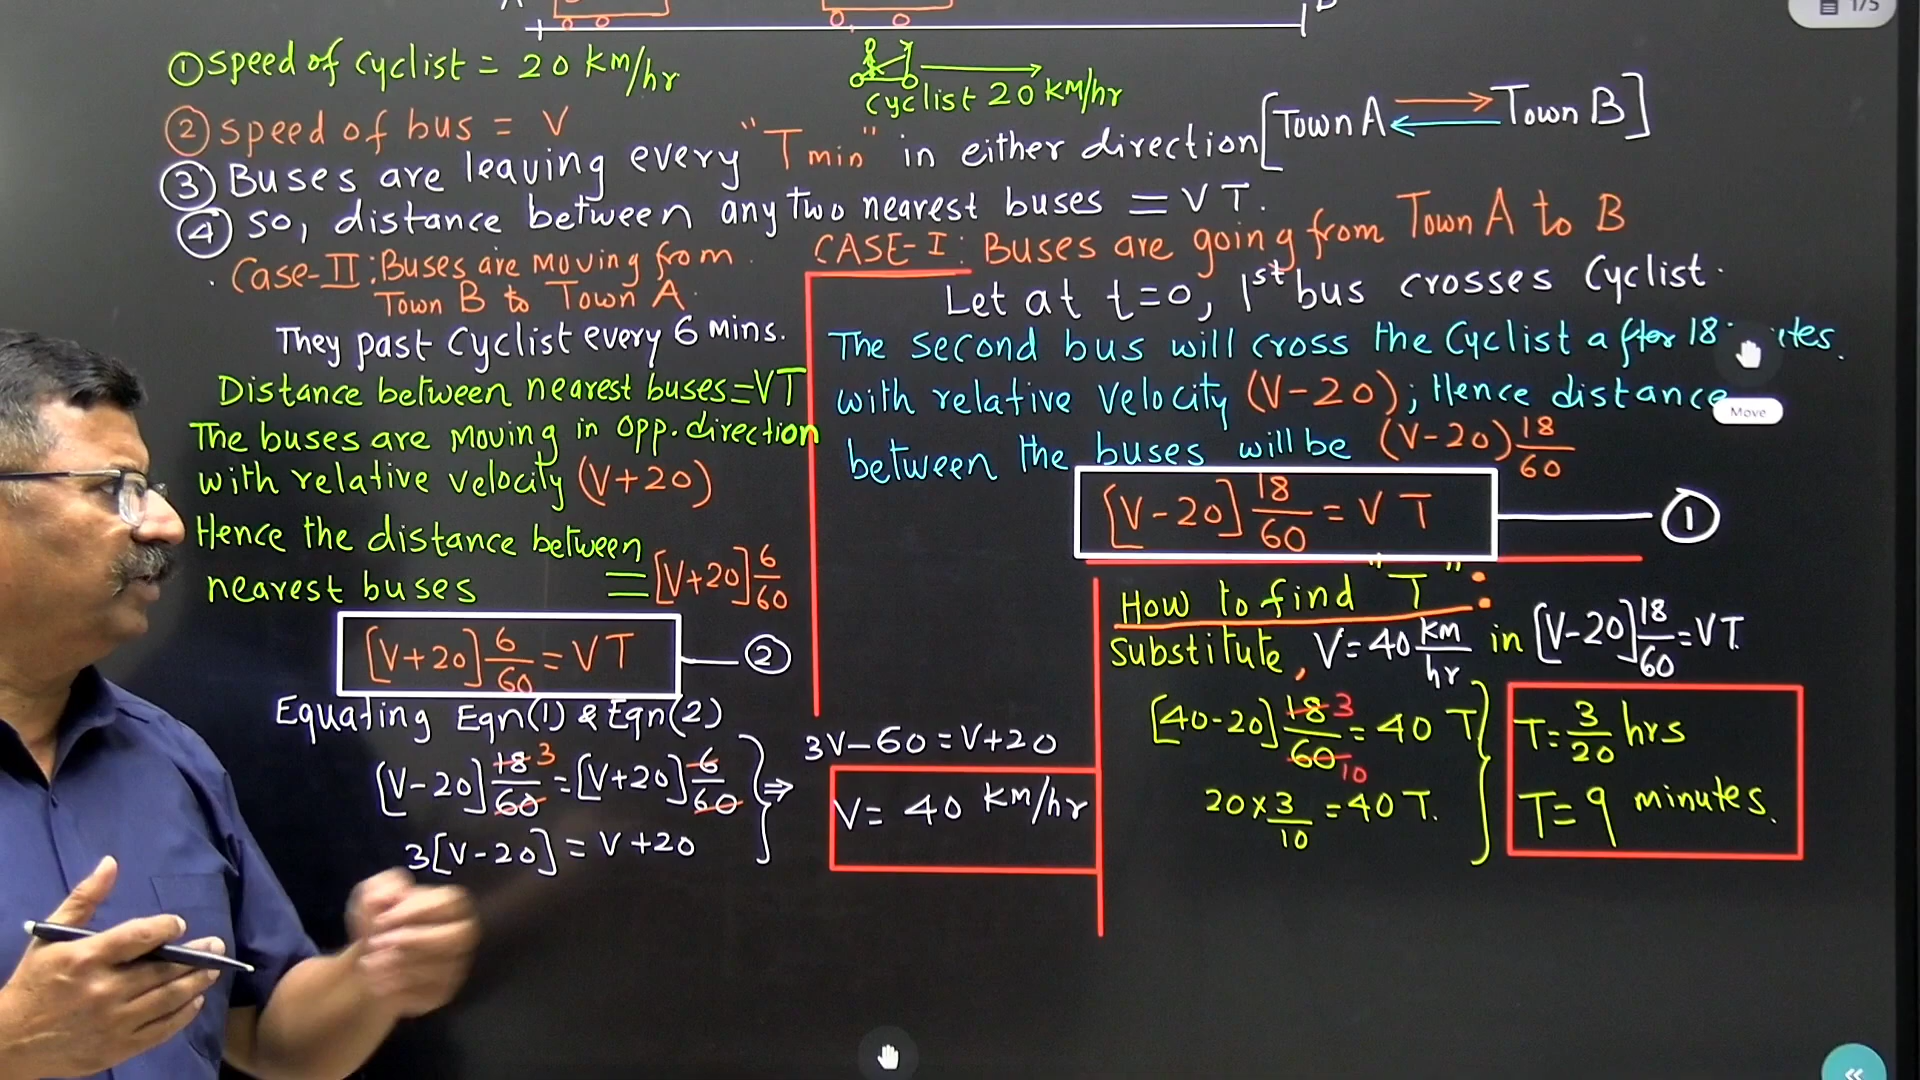 A B
1/5
① Speed of cyclist = 20 km/hr
cyclist 20 km/hr
② speed of bus = V
③ Buses are leaving every "T min" in either direction [Town A Town B]
④ so, distance between any two nearest buses = VT.
CASE-I: Buses are going from Town A to B
Let at t=0, 1st bus crosses Cyclist.
The second bus will cross the cyclist after 18
with relative velocity (V-20); Hence distance
Move
between the buses will be (V-20) 18/60
[V-20] 18/60 = VT ①
Case-II: Buses are moving from
Town B to Town A.
They past cyclist every 6 mins.
Distance between nearest buses = VT
The buses are moving in opp. direction
with relative velocity (V+20)
Hence the distance between
nearest buses = [V+20] 6/60
[V+20] 6/60 = VT ②
Equating Eqn(1) & Eqn(2)
[V-20] 18/60 3 = [V+20] 6/60 ⇒
3[V-20] = V+20
3V-60 = V+20
V = 40 km/hr
How to find "T":
Substitute, V = 40 km/hr in [V-20] 18/60 = VT.
[40-20] 18/60 3/10 = 40 T
20 × 3/10 = 40 T.
T = 3/20 hrs
T = 9 minutes.
«